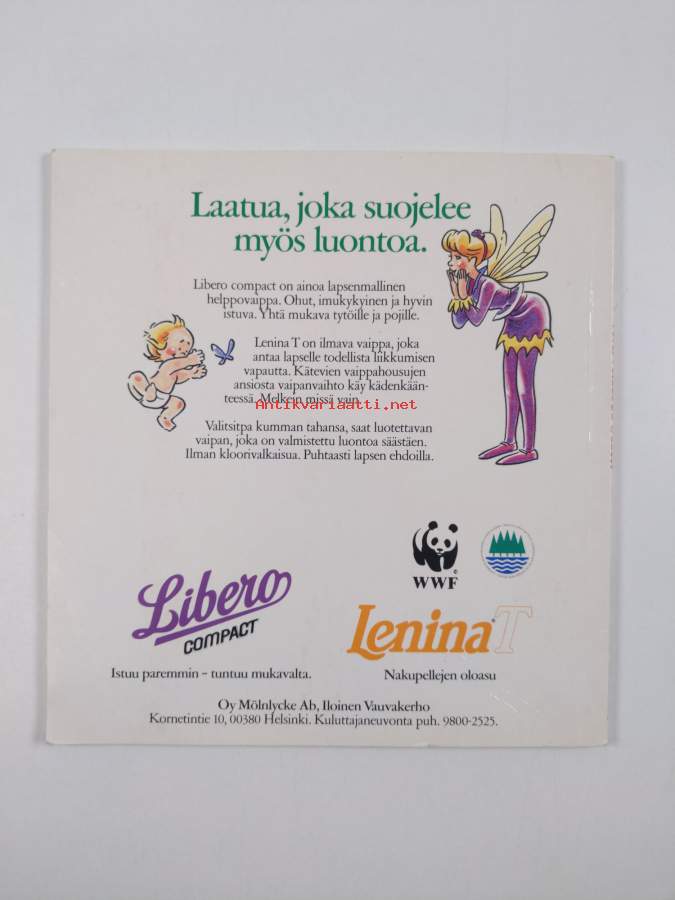 Laatua, joka suojelee
myös luontoa.
Libero compact on ainoa lapsenmallinen
helppovaippa. Ohut, imukykyinen ja hyvin
istuva. Yhtä mukava tytöille ja pojille.
Lenina T on ilmava vaippa, joka
antaa lapselle todellista liikkumisen
vapautta. Kätevien vaippahousujen
ansiosta vaipanvaihto käy kädenkään-
teessä. Melkein missä vain.
Antikvariaatti.net
Valitsitpa kumman tahansa, saat luotettavan
vaipan, joka on valmistettu luontoa säästäen.
Ilman kloorivalkaisua. Puhtaasti lapsen ehdoilla.
WWF
Libero
COMPACT
Istuu paremmin – tuntuu mukavalta.
Lenina T
Nakupellejen oloasu
Oy Mölnlycke Ab, Iloinen Vauvakerho
Kornetintie 10, 00380 Helsinki. Kuluttajaneuvonta puh. 9800-2525.